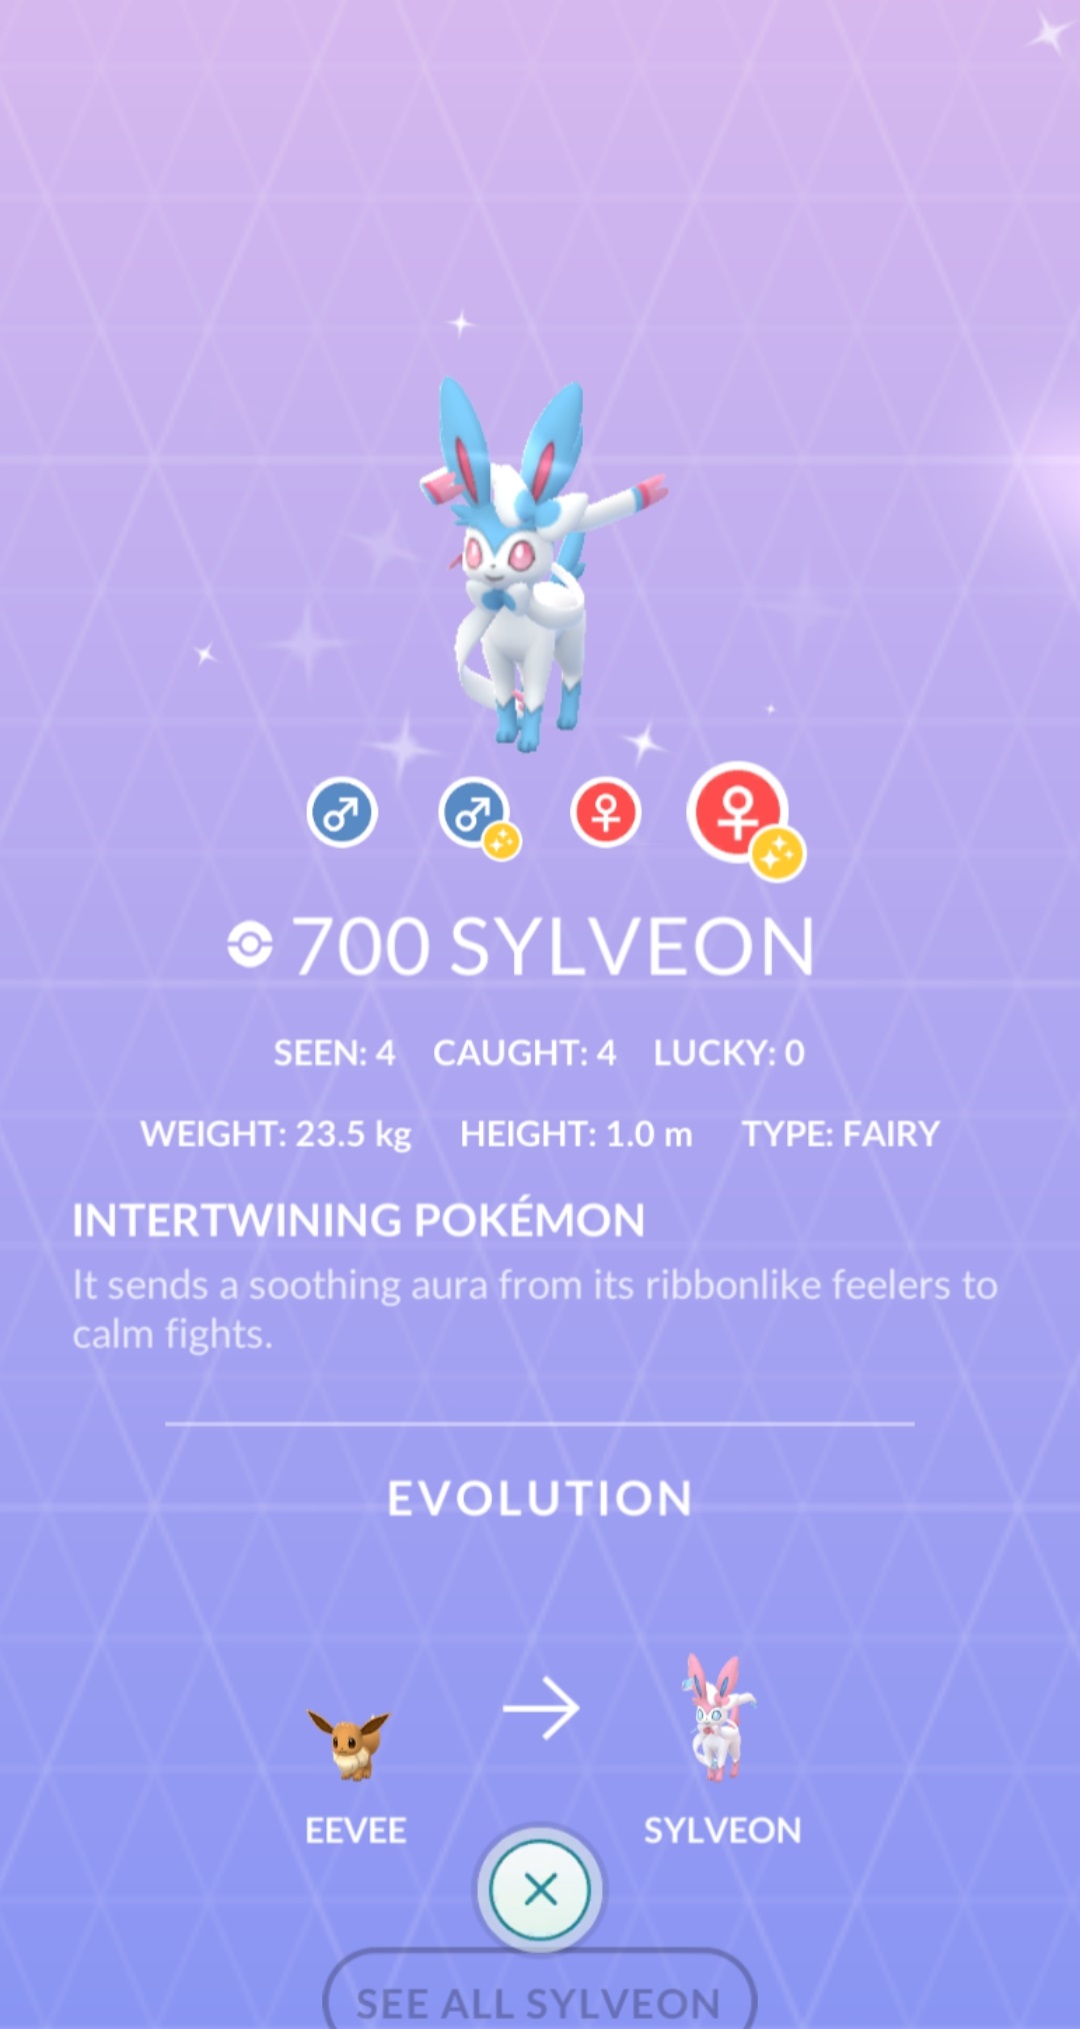 700 SYLVEON
SEEN: 4 CAUGHT: 4 LUCKY: 0
WEIGHT: 23.5 kg HEIGHT: 1.0 m TYPE: FAIRY
INTERTWINING POKÉMON
It sends a soothing aura from its ribbonlike feelers to
calm fights.
EVOLUTION
EEVEE SYLVEON
SEE ALL SYLVEON